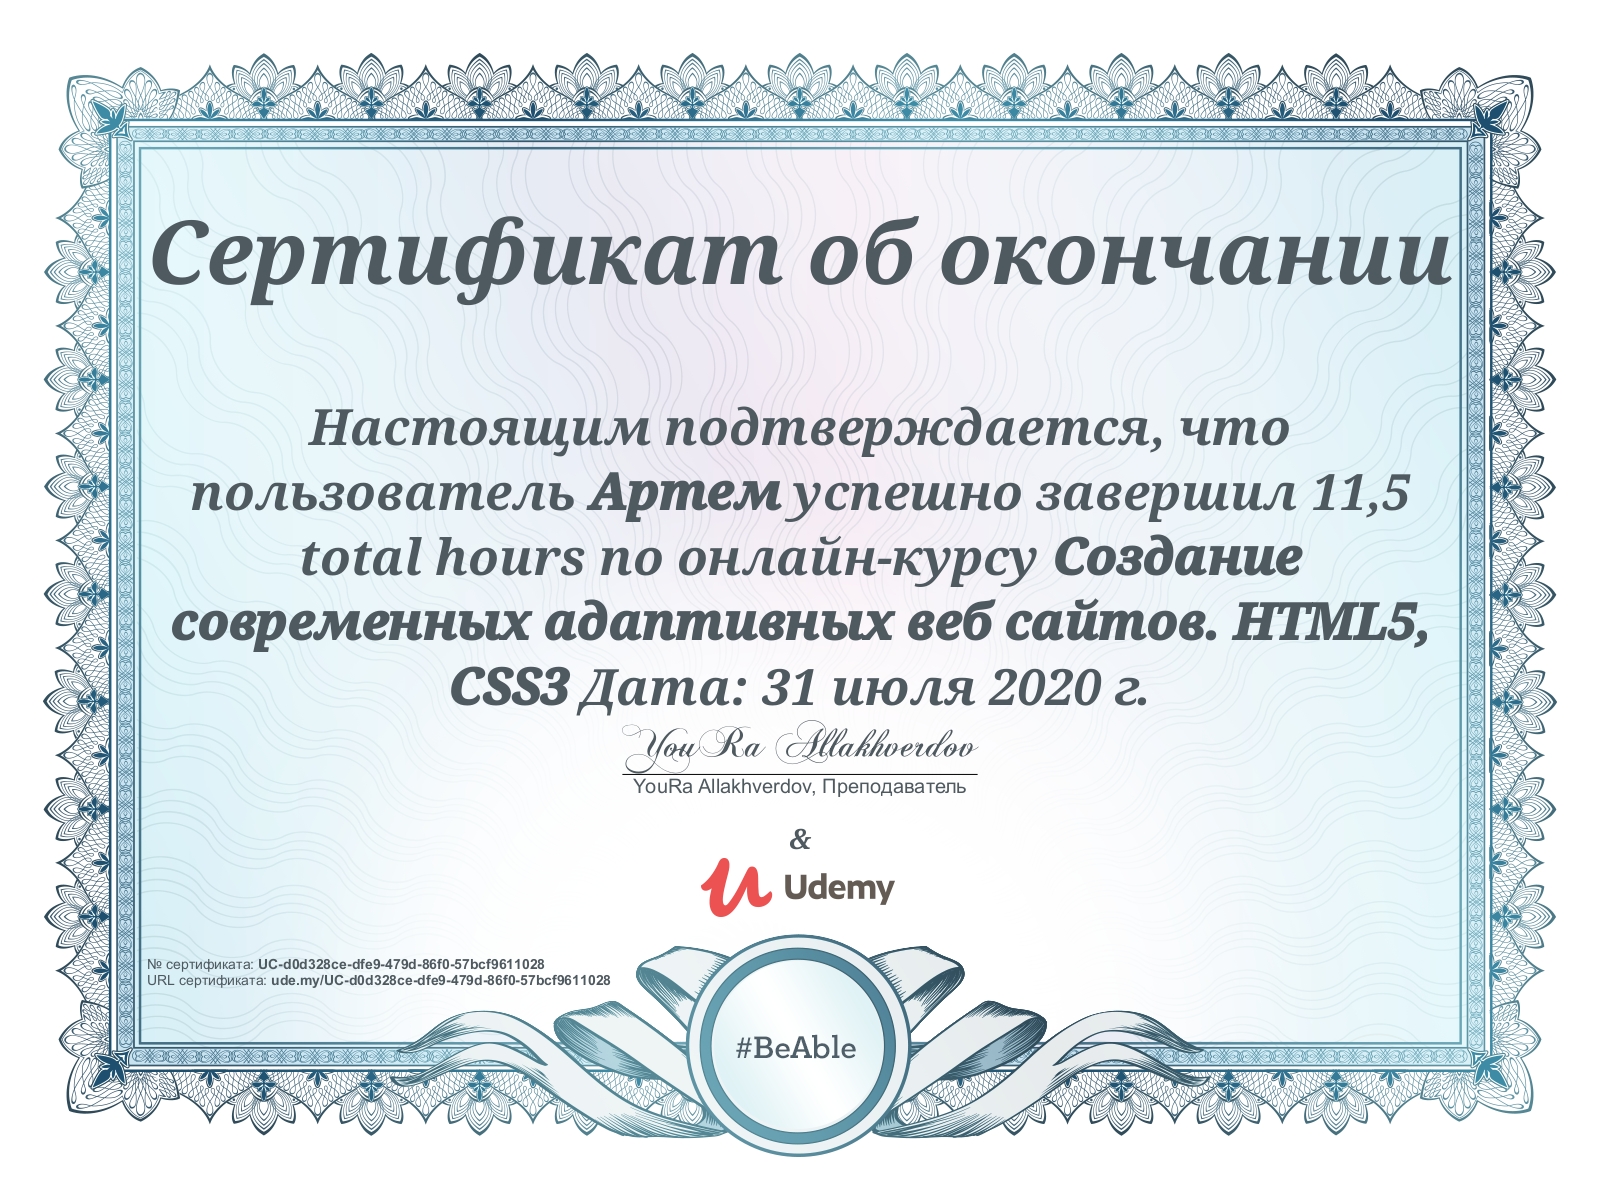 Сертификат об окончании
Настоящим подтверждается, что
пользователь Артем успешно завершил 11,5
total hours по онлайн-курсу Создание
современных адаптивных веб сайтов. HTML5,
CSS3 Дата: 31 июля 2020 г.
YouRa Allakhverdov
YouRa Allakhverdov, Преподаватель
&
Udemy
№ сертификата: UC-d0d328ce-dfe9-479d-86f0-57bcf9611028
URL сертификата: ude.my/UC-d0d328ce-dfe9-479d-86f0-57bcf9611028
#BeAble